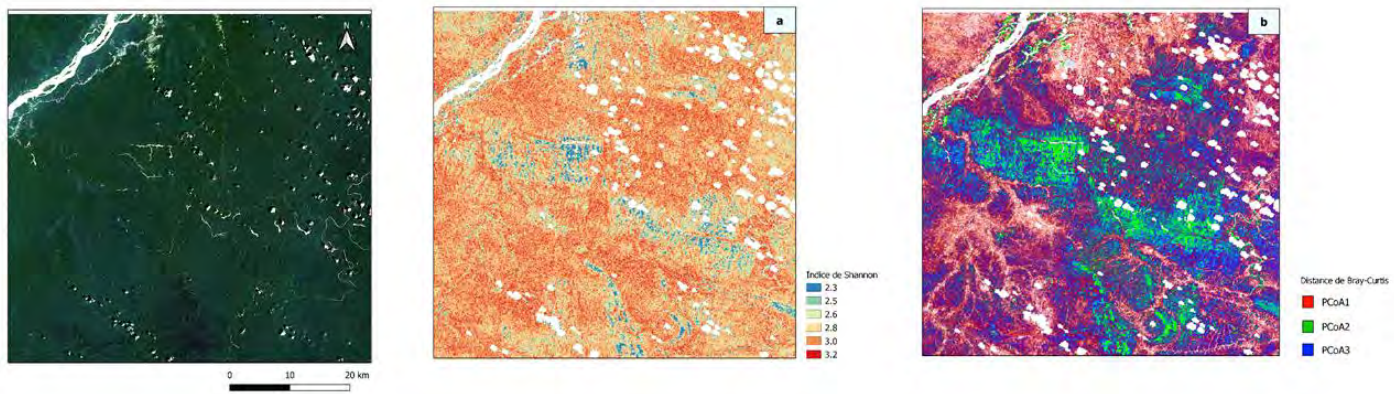 N
0 10 20 km
a
Indice de Shannon
2.3
2.5
2.6
2.8
3.0
3.2
b
Distance de Bray-Curtis
PCoA1
PCoA2
PCoA3